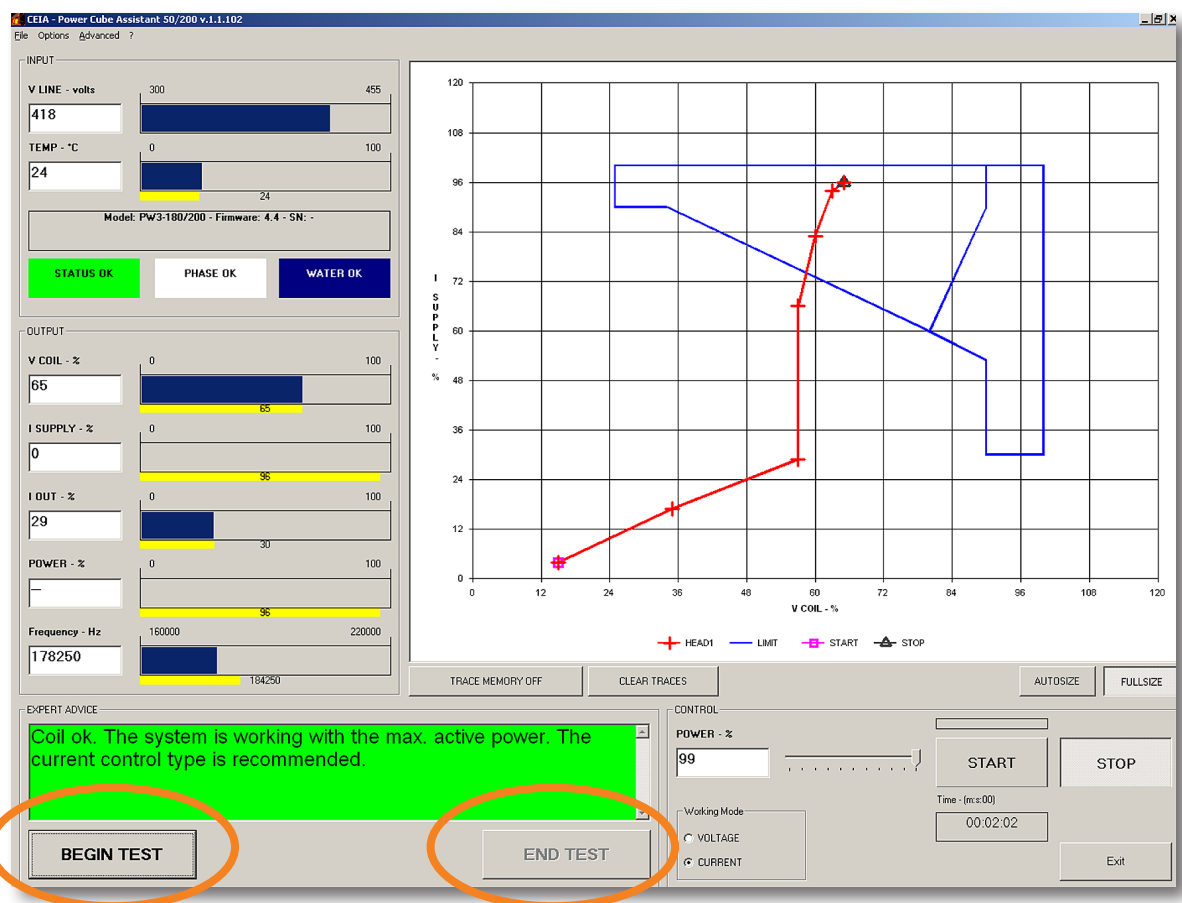 CEIA - Power Cube Assistant 50/200 v.1.1.102
File Options Advanced ?
INPUT
V LINE - volts
300 455
418
TEMP - °C
0 100
24
24
Model: PW3-180/200 - Firmware: 4.4 - SN: -
STATUS OK PHASE OK WATER OK
OUTPUT
V COIL - %
0 100
65
65
I SUPPLY - %
0 100
0
96
I OUT - %
0 100
29
30
POWER - %
0 100
—
96
Frequency - Hz
160000 220000
178250
184250
120
108
96
84
72
60
48
36
24
12
0
I SUPPLY - %
0 12 24 36 48 60 72 84 96 108 120
V COIL - %
HEAD1 LIMIT START STOP
TRACE MEMORY OFF CLEAR TRACES AUTOSIZE FULLSIZE
EXPERT ADVICE
Coil ok. The system is working with the max. active power. The
current control type is recommended.
BEGIN TEST END TEST
CONTROL
POWER - %
99
START STOP
Time - (m:s:00)
00:02:02
Working Mode
VOLTAGE
CURRENT
Exit